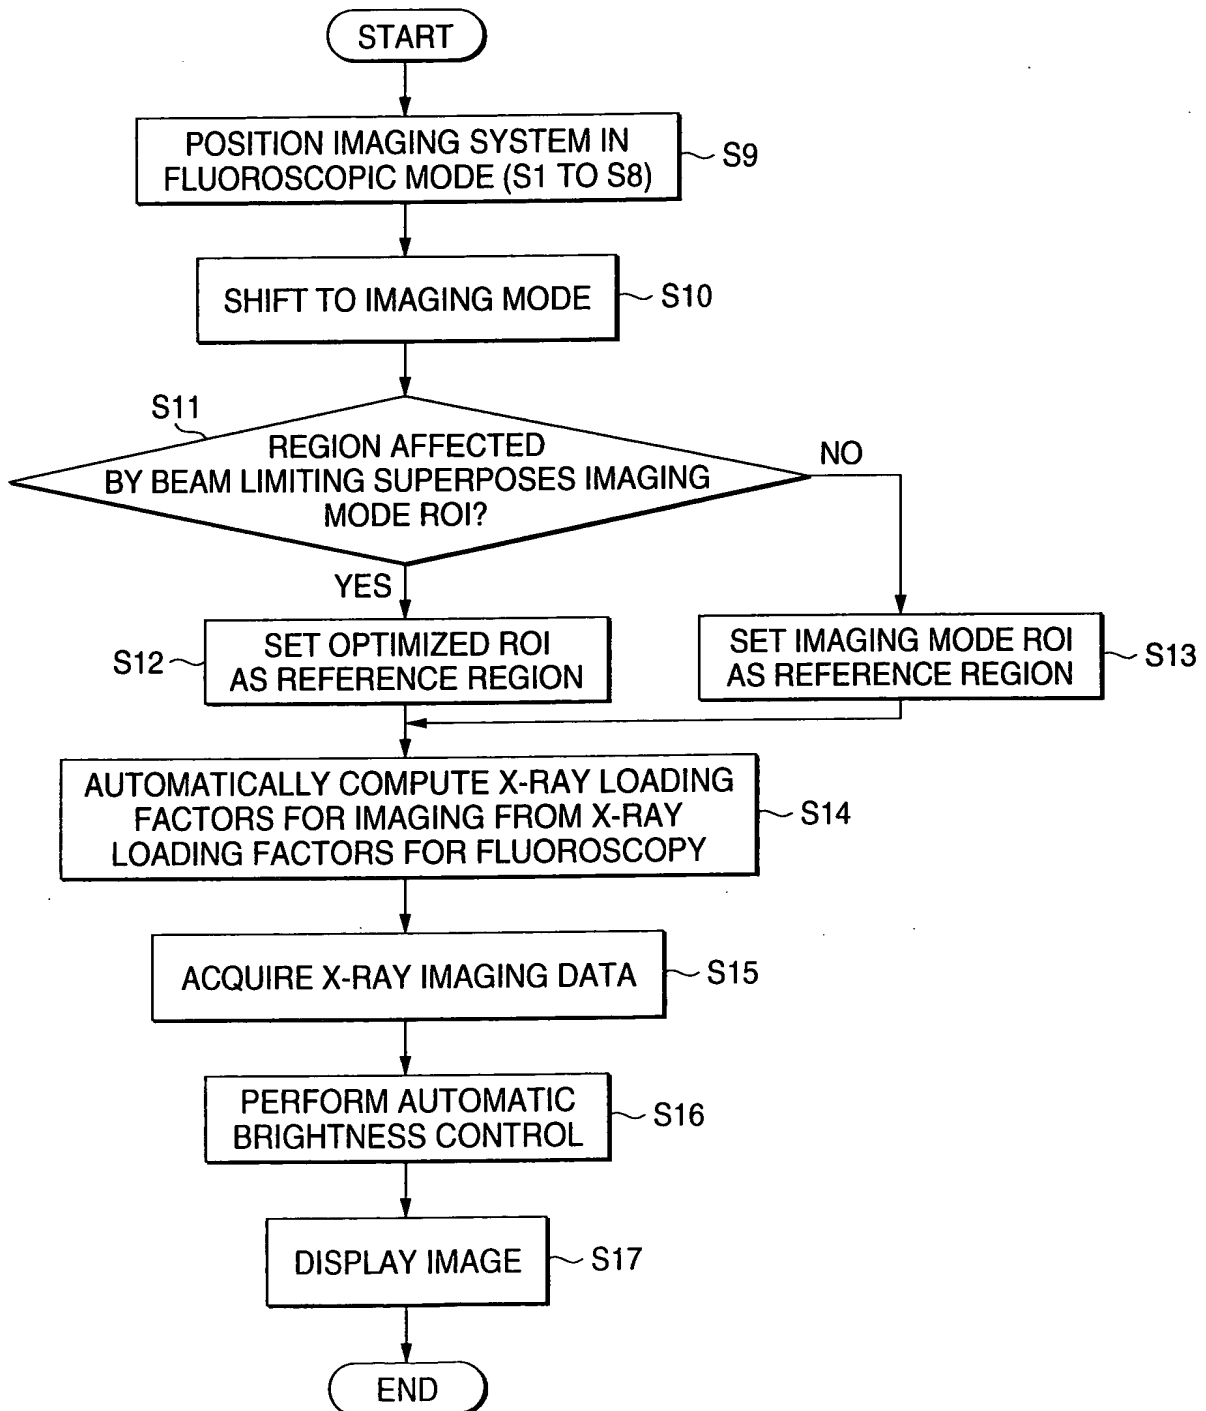 START
POSITION IMAGING SYSTEM IN
FLUOROSCOPIC MODE (S1 TO S8)
S9
SHIFT TO IMAGING MODE
S10
S11
REGION AFFECTED
BY BEAM LIMITING SUPERPOSES IMAGING
MODE ROI?
NO
YES
S12
SET OPTIMIZED ROI
AS REFERENCE REGION
SET IMAGING MODE ROI
AS REFERENCE REGION
S13
AUTOMATICALLY COMPUTE X-RAY LOADING
FACTORS FOR IMAGING FROM X-RAY
LOADING FACTORS FOR FLUOROSCOPY
S14
ACQUIRE X-RAY IMAGING DATA
S15
PERFORM AUTOMATIC
BRIGHTNESS CONTROL
S16
DISPLAY IMAGE
S17
END